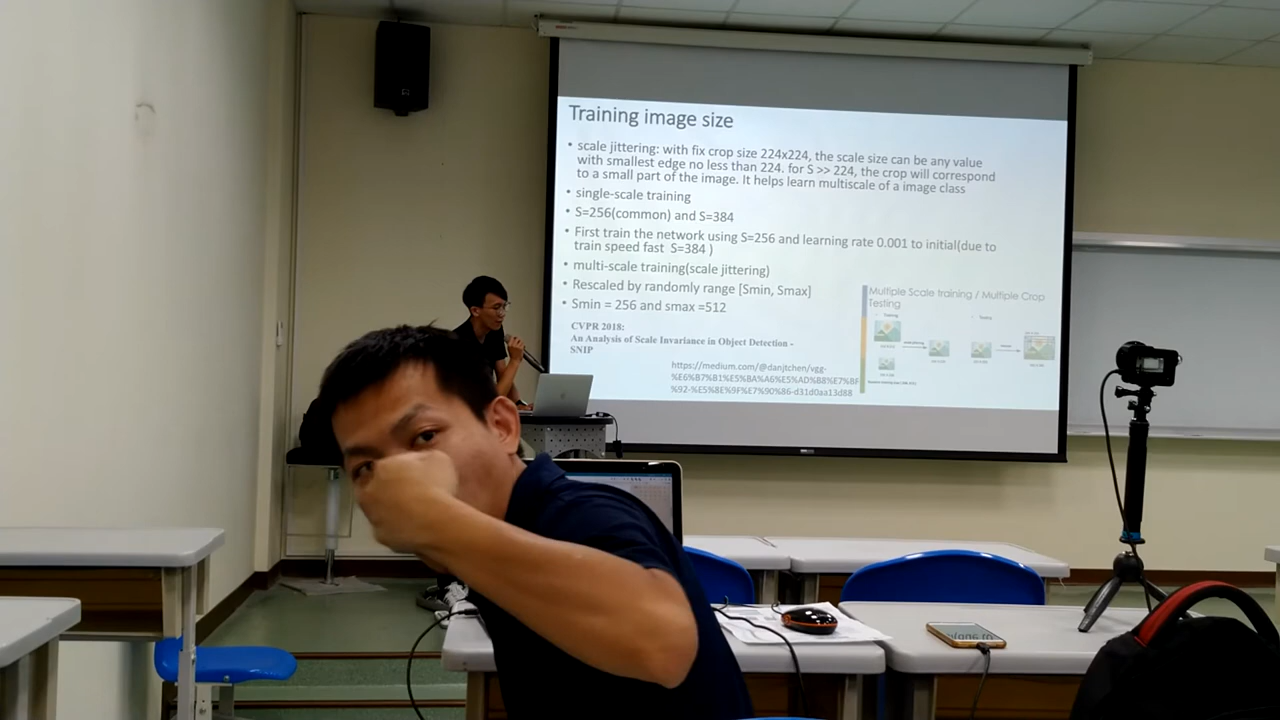 Training image size
• scale jittering: with fix crop size 224x224, the scale size can be any value
with smallest edge no less than 224. for S >> 224, the crop will correspond
to a small part of the image. It helps learn multiscale of a image class
• single-scale training
• S=256(common) and S=384
• First train the network using S=256 and learning rate 0.001 to initial(due to
train speed fast S=384 )
• multi-scale training(scale jittering)
• Rescaled by randomly range [Smin, Smax]
• Smin = 256 and smax =512
CVPR 2018:
An Analysis of Scale Invariance in Object Detection -
SNIP
https://medium.com/@danjtchen/vgg-
%E6%B7%B1%E5%BA%A6%E5%AD%B8%E7%BF
%92-%E5%8E%9F%E7%90%86-d31d0aa13d88
Multiple Scale training / Multiple Crop
Testing
Training
Testing